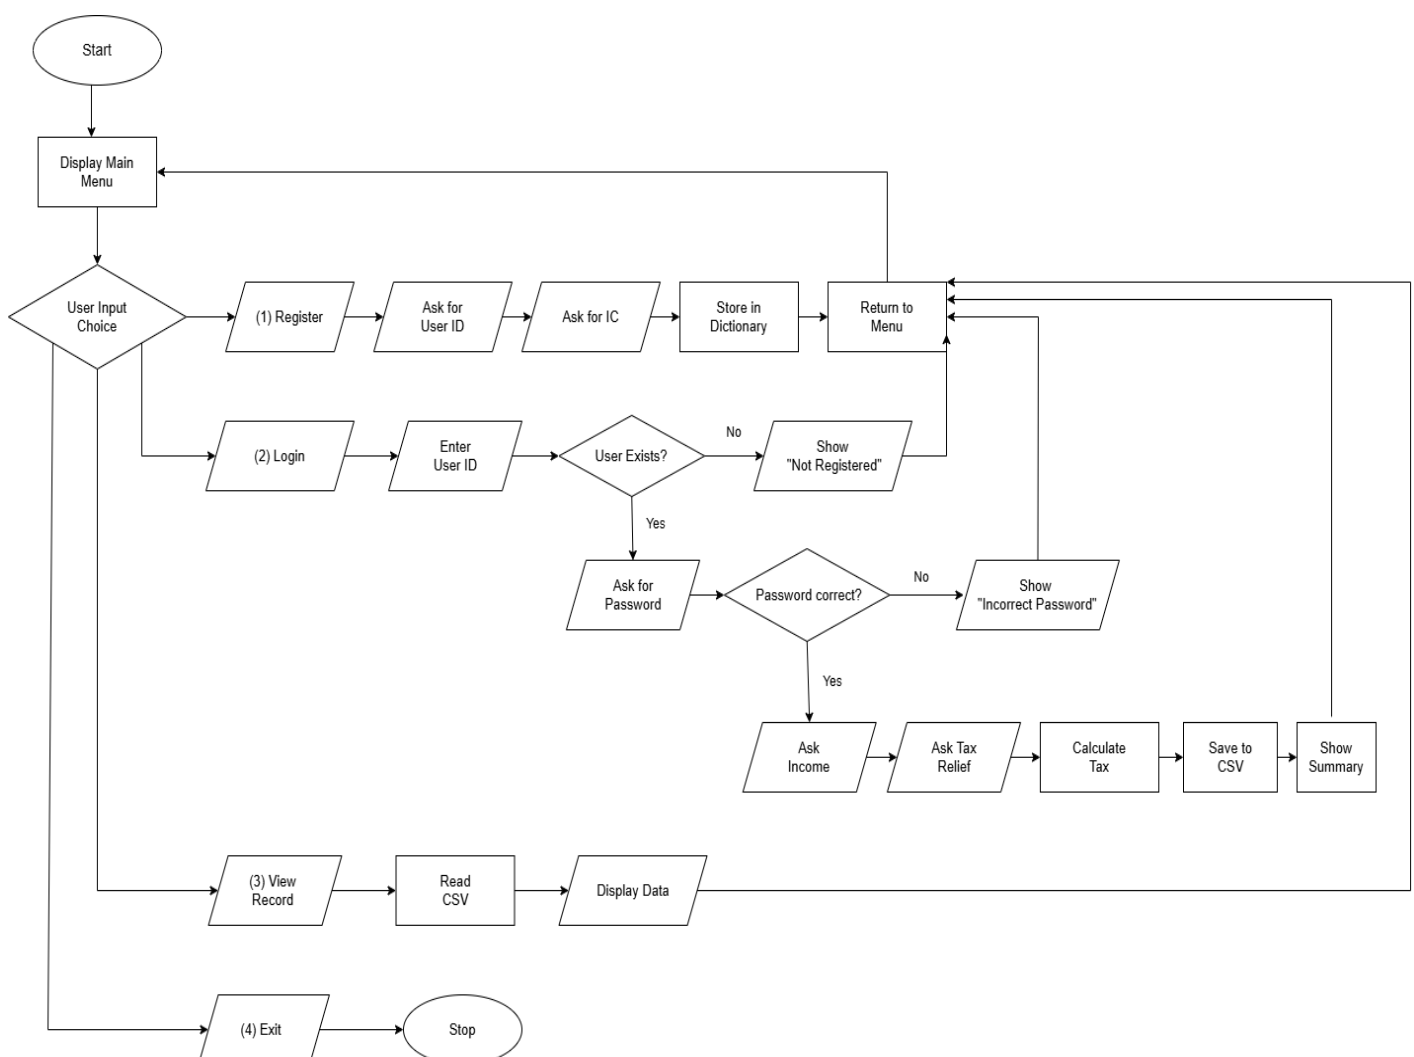 Start
Display Main
Menu
User Input
Choice
(1) Register
Ask for
User ID
Ask for IC
Store in
Dictionary
Return to
Menu
(2) Login
Enter
User ID
User Exists?
No
Show
"Not Registered"
Yes
Ask for
Password
Password correct?
No
Show
"Incorrect Password"
Yes
Ask
Income
Ask Tax
Relief
Calculate
Tax
Save to
CSV
Show
Summary
(3) View
Record
Read
CSV
Display Data
(4) Exit
Stop